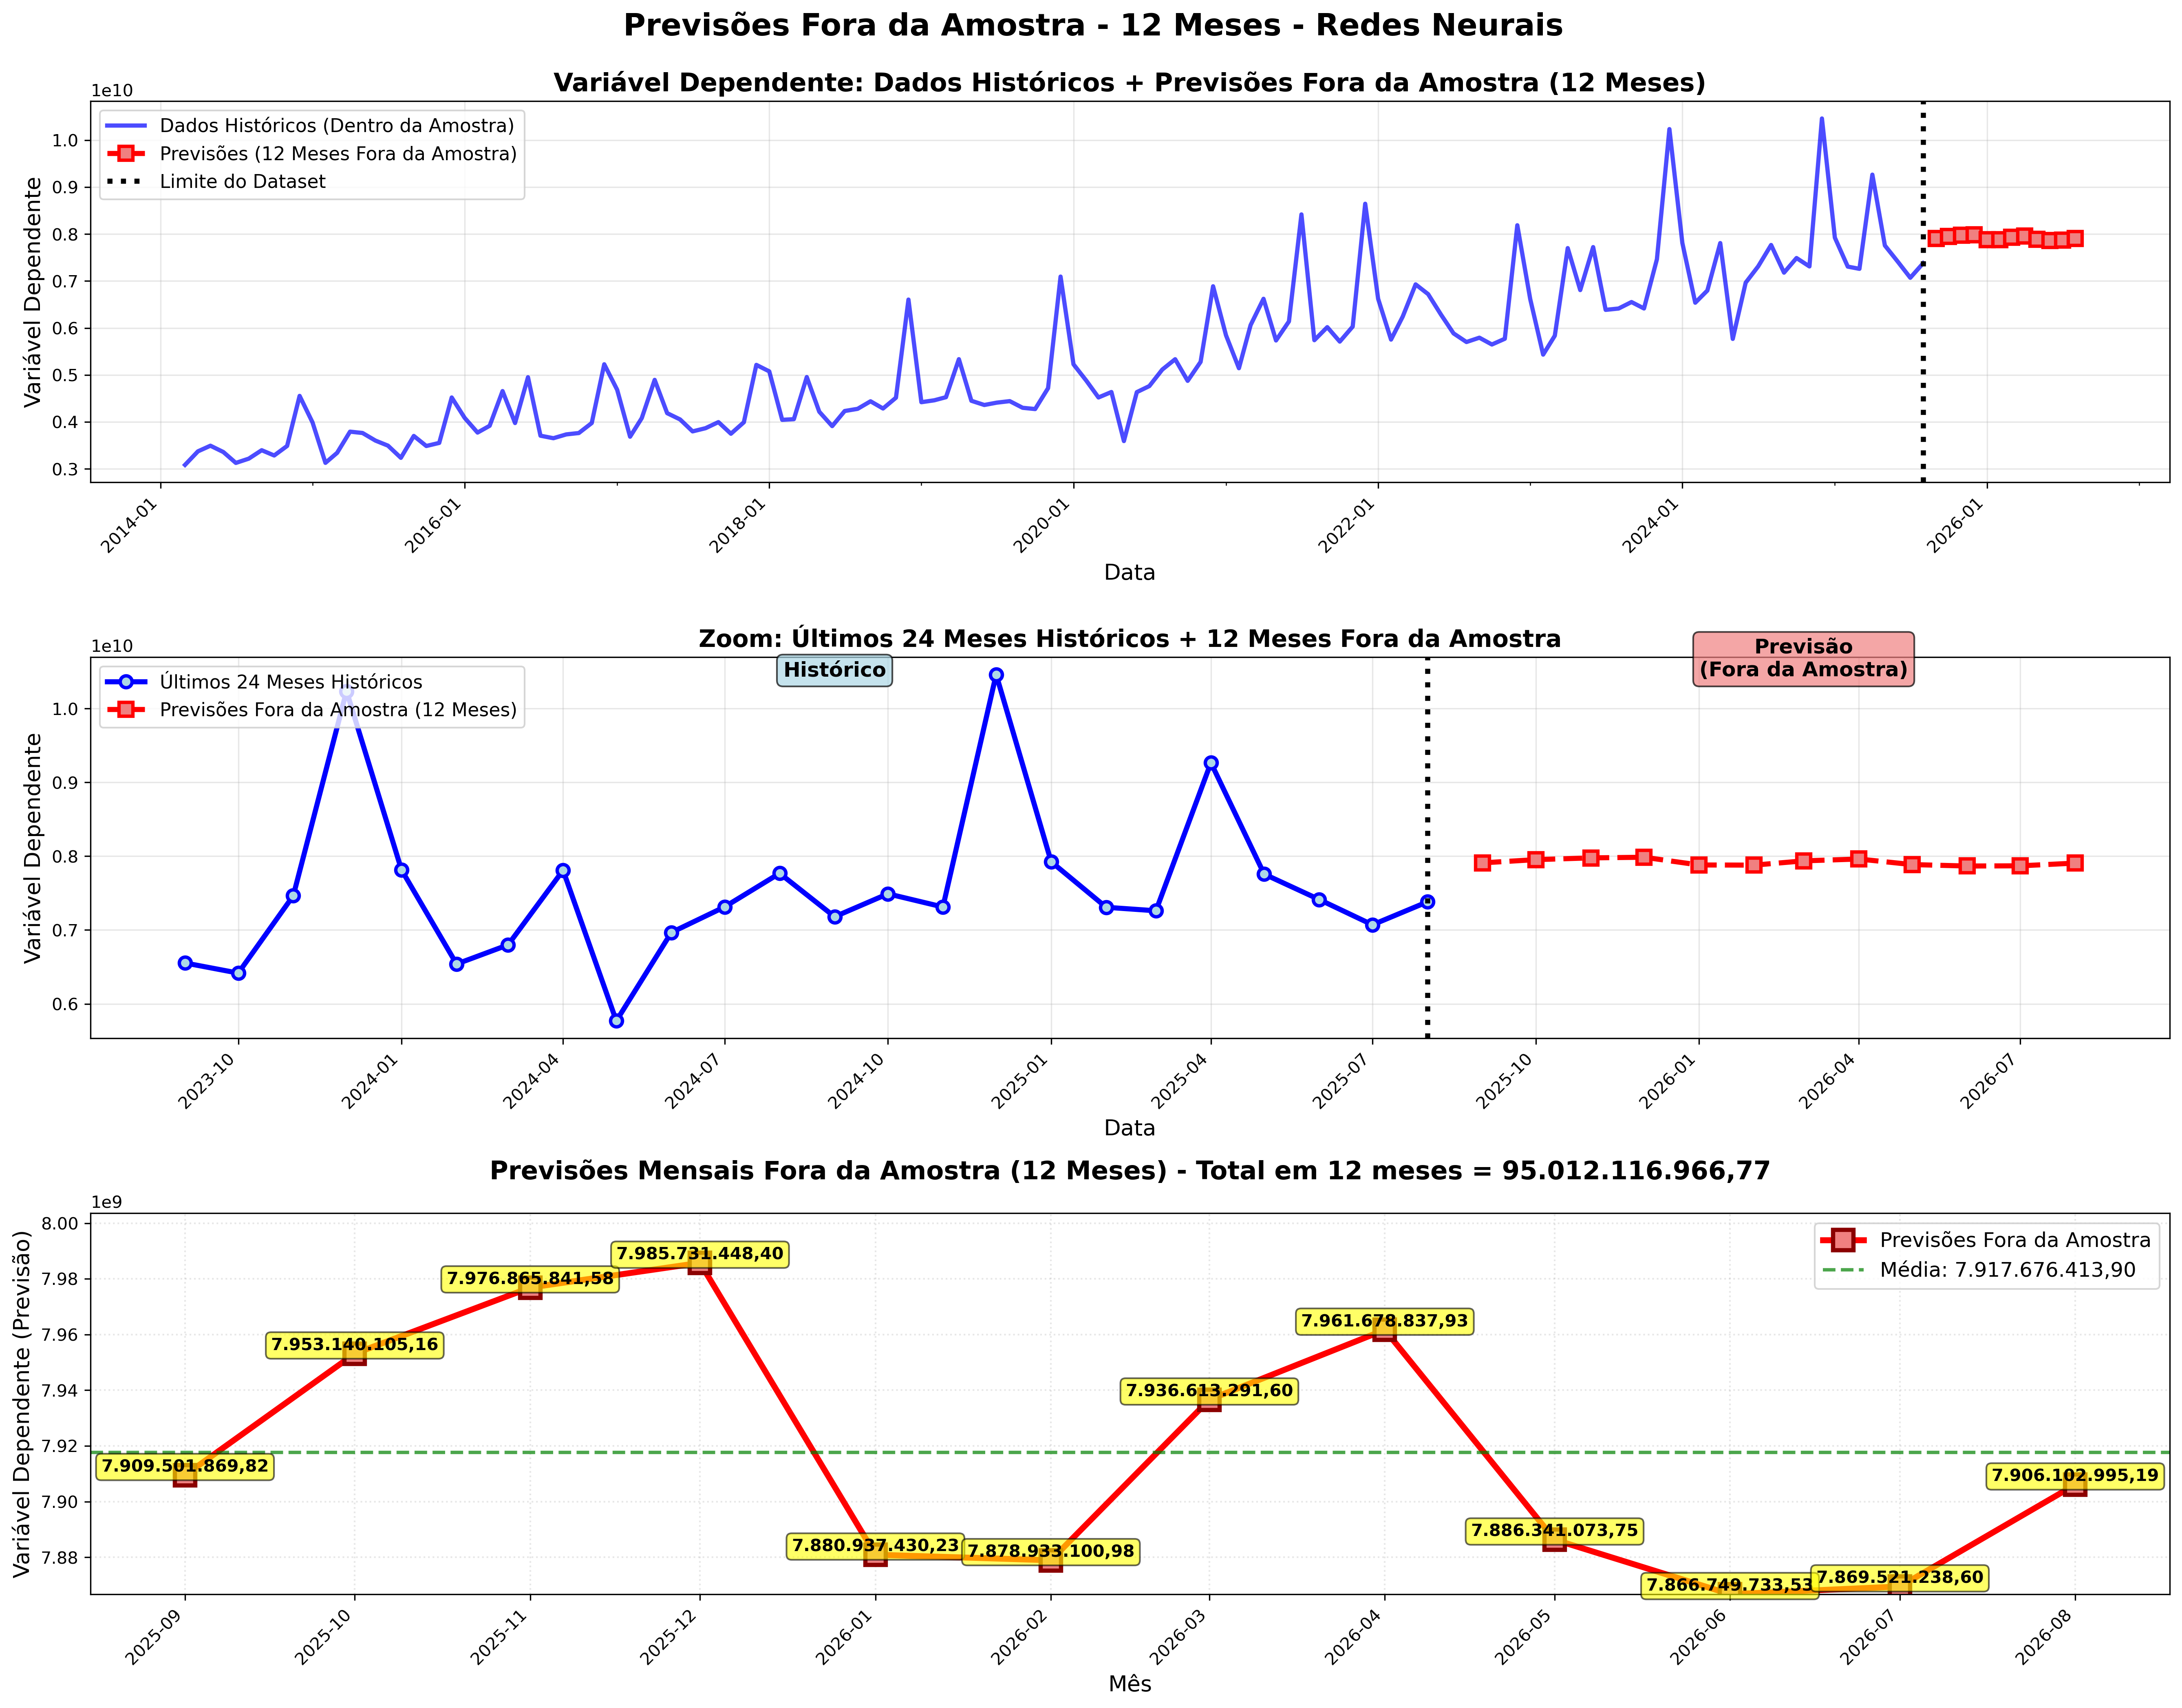 Previsões Fora da Amostra - 12 Meses - Redes Neurais
Variável Dependente: Dados Históricos + Previsões Fora da Amostra (12 Meses)
1e10
Dados Históricos (Dentro da Amostra)
Previsões (12 Meses Fora da Amostra)
Limite do Dataset
Variável Dependente
1.0
0.9
0.8
0.7
0.6
0.5
0.4
0.3
2014-01
2016-01
2018-01
2020-01
2022-01
2024-01
2026-01
Data
Zoom: Últimos 24 Meses Históricos + 12 Meses Fora da Amostra
1e10
Últimos 24 Meses Históricos
Previsões Fora da Amostra (12 Meses)
Histórico
Previsão
(Fora da Amostra)
Variável Dependente
1.0
0.9
0.8
0.7
0.6
2023-10
2024-01
2024-04
2024-07
2024-10
2025-01
2025-04
2025-07
2025-10
2026-01
2026-04
2026-07
Data
Previsões Mensais Fora da Amostra (12 Meses) - Total em 12 meses = 95.012.116.966,77
1e9
Previsões Fora da Amostra
Média: 7.917.676.413,90
Variável Dependente (Previsão)
8.00
7.98
7.96
7.94
7.92
7.90
7.88
7.909.501.869,82
7.953.140.105,16
7.976.865.841,58
7.985.731.448,40
7.880.937.430,23
7.878.933.100,98
7.936.613.291,60
7.961.678.837,93
7.886.341.073,75
7.866.749.733,53
7.869.521.238,60
7.906.102.995,19
2025-09
2025-10
2025-11
2025-12
2026-01
2026-02
2026-03
2026-04
2026-05
2026-06
2026-07
2026-08
Mês